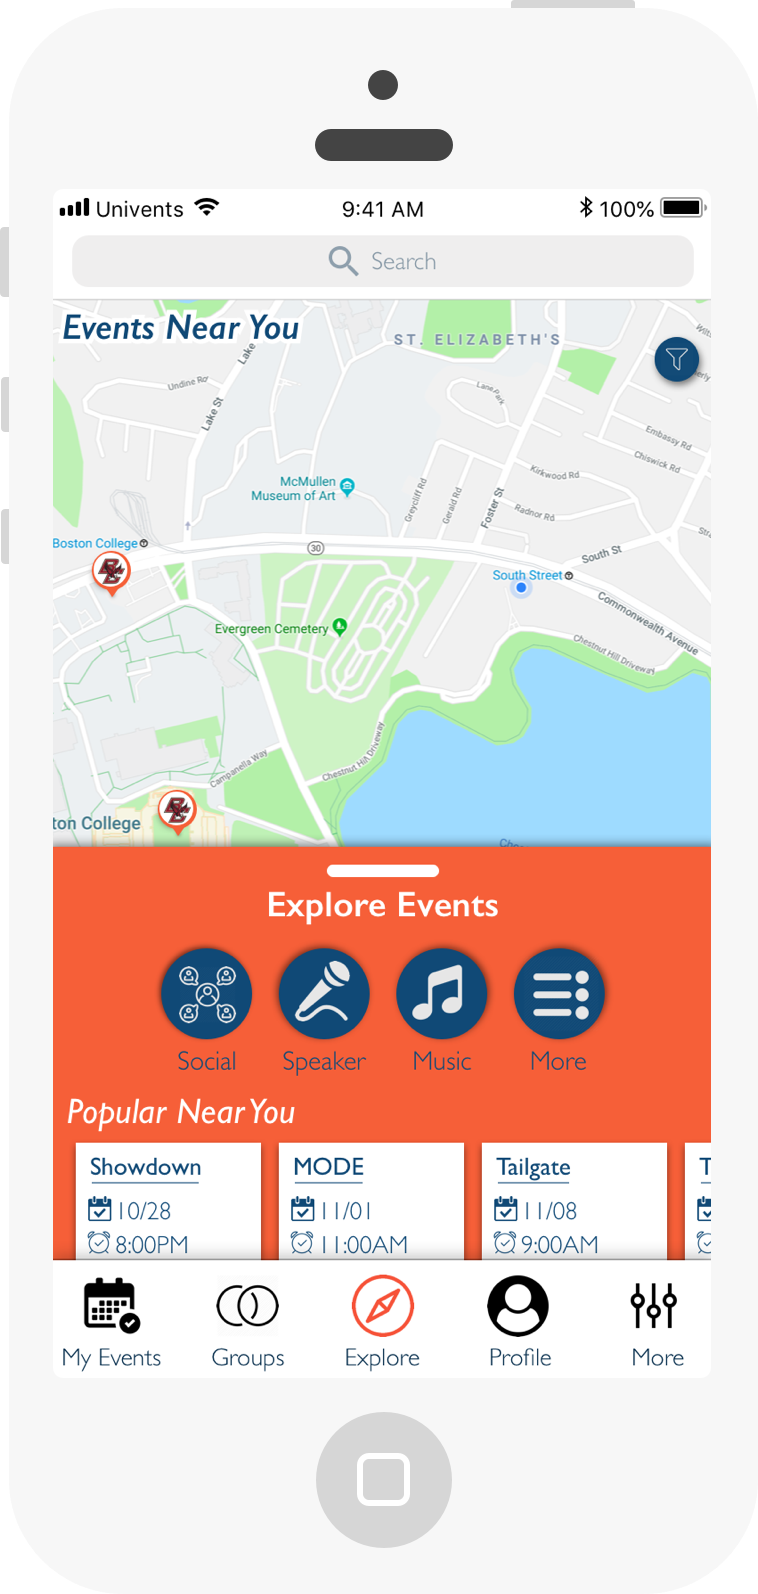 Univents 9:41 AM 100%
Search
Events Near You
ST. ELIZABETH'S
Lake
Undine Rd
Lake St
Lane Park
Embassy Rd
Chiswick Rd
Kirkwood Rd
McMullen
Museum of Art
Greycliff Rd
Gerald Rd
Foster St
Radnor Rd
Boston College
30
South St
South Street
Commonwealth Avenue
Evergreen Cemetery
Chestnut Hill Driveway
Campanella Way
Chestnut Hill Driveway
ton College
Explore Events
Social Speaker Music More
Popular Near You
Showdown MODE Tailgate T
10/28 11/01 11/08
8:00PM 11:00AM 9:00AM
My Events Groups Explore Profile More